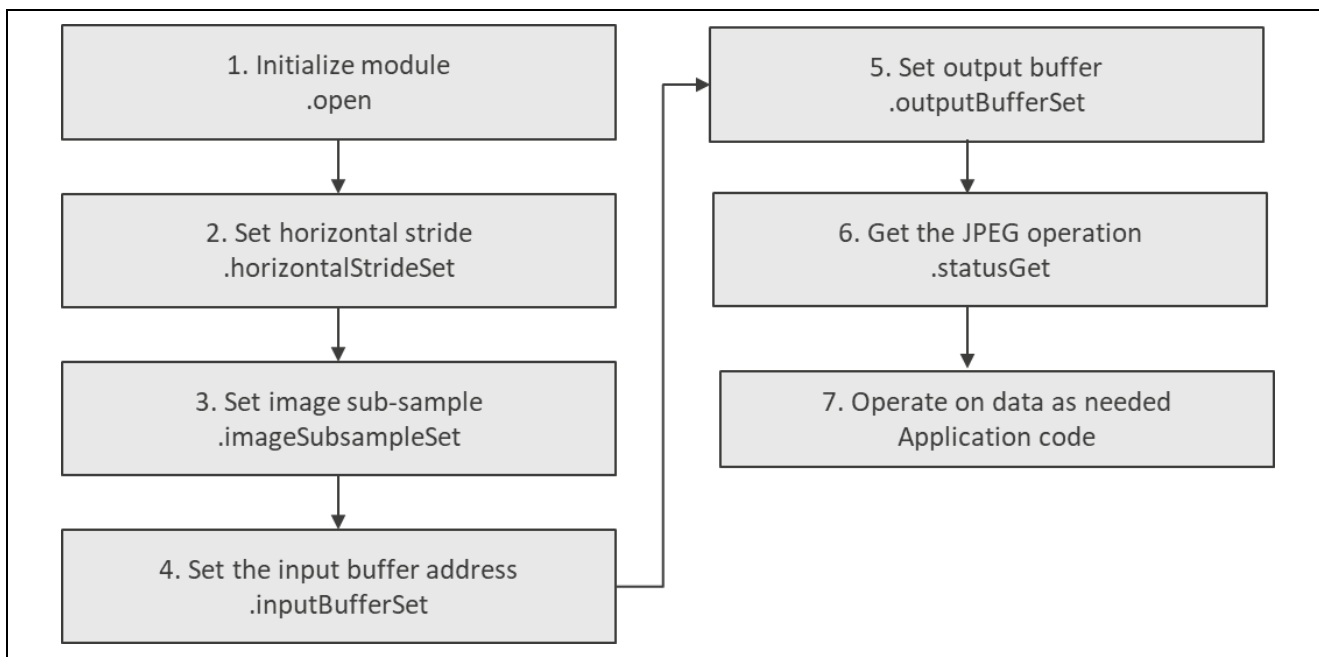 1. Initialize module
.open
2. Set horizontal stride
.horizontalStrideSet
3. Set image sub-sample
.imageSubsampleSet
4. Set the input buffer address
.inputBufferSet
5. Set output buffer
.outputBufferSet
6. Get the JPEG operation
.statusGet
7. Operate on data as needed
Application code